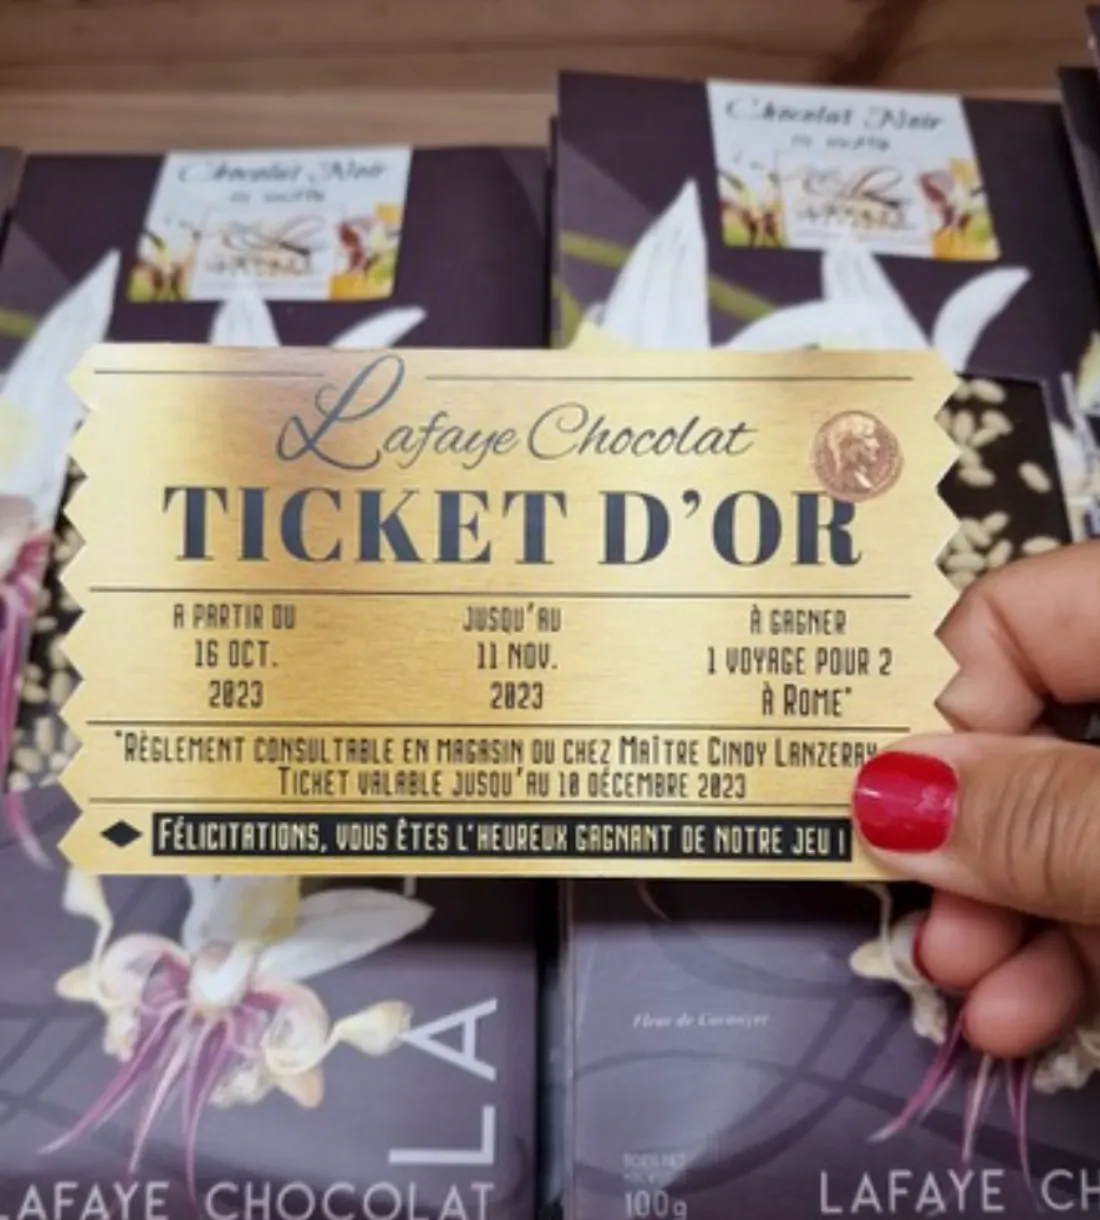 Chocolat Noir
Chocolat Noir
Lafaye Chocolat
TICKET D'OR
A PARTIR DU
16 OCT.
2023
JUSQU'AU
11 NOV.
2023
À GAGNER
1 VOYAGE POUR 2
À ROME*
*RÈGLEMENT CONSULTABLE EN MAGASIN OU CHEZ MAÎTRE CINDY LANZERAY
TICKET VALABLE JUSQU'AU 10 DÉCEMBRE 2023
FÉLICITATIONS, VOUS ÊTES L'HEUREUX GAGNANT DE NOTRE JEU !
LA
LAFAYE CHOCOLAT
100g
LAFAYE CH